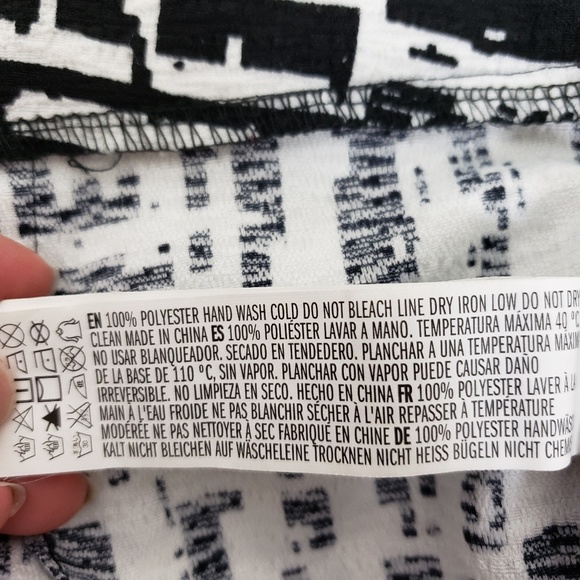 EN 100% POLYESTER HAND WASH COLD DO NOT BLEACH LINE DRY IRON LOW DO NOT DRY
CLEAN MADE IN CHINA ES 100% POLIÉSTER LAVAR A MANO. TEMPERATURA MÁXIMA 40 °C
NO USAR BLANQUEADOR. SECADO EN TENDEDERO. PLANCHAR A UNA TEMPERATURA MÁXIM
DE LA BASE DE 110 °C, SIN VAPOR. PLANCHAR CON VAPOR PUEDE CAUSAR DAÑO
IRREVERSIBLE. NO LIMPIEZA EN SECO. HECHO EN CHINA FR 100% POLYESTER LAVER À LA
MAIN À L'EAU FROIDE NE PAS BLANCHIR SÉCHER À L'AIR REPASSER À TEMPÉRATURE
MODÉRÉE NE PAS NETTOYER À SEC FABRIQUÉ EN CHINE DE 100% POLYESTER HANDWÄS
KALT NICHT BLEICHEN AUF WÄSCHELEINE TROCKNEN NICHT HEISS BÜGELN NICHT CHEM